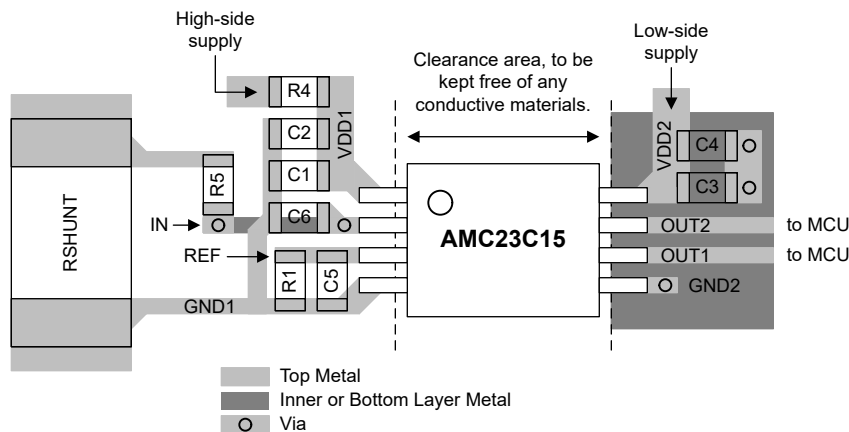 High-side
supply
Low-side
supply
Clearance area, to be
kept free of any
conductive materials.
R4
C2
C1
C6
VDD1
R5
IN
REF
R1
C5
GND1
RSHUNT
AMC23C15
VDD2
C4
C3
OUT2
to MCU
OUT1
to MCU
GND2
Top Metal
Inner or Bottom Layer Metal
Via